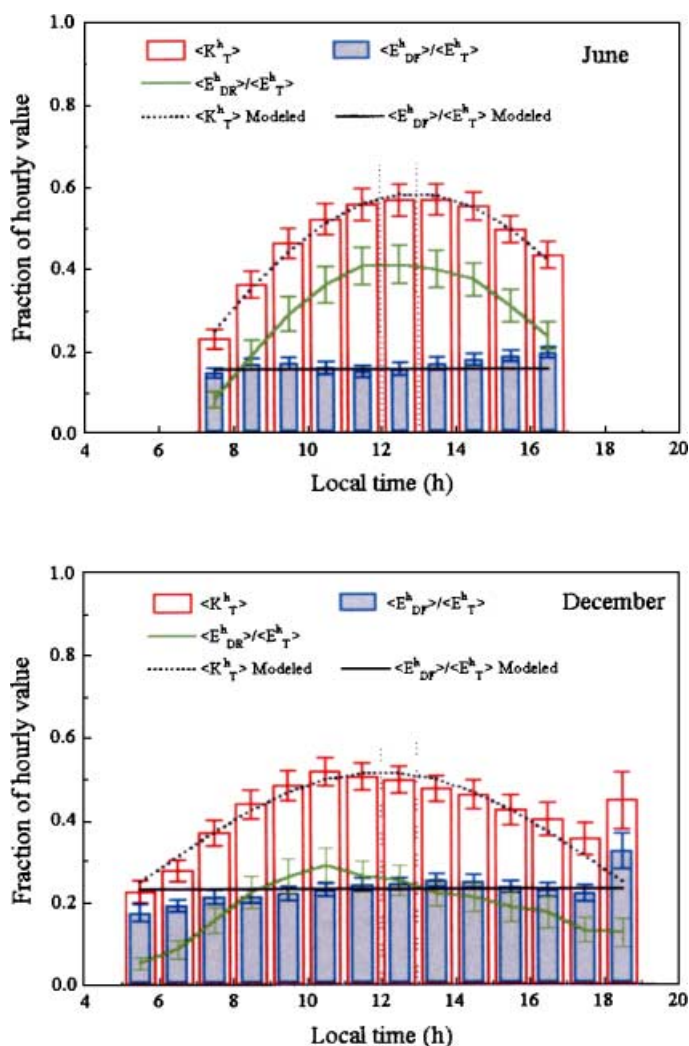 <K^h_T> <E^h_DF>/<E^h_T> June
<E^h_DR>/<E^h_T>
<K^h_T> Modeled <E^h_DF>/<E^h_T> Modeled
Fraction of hourly value
1.0
0.8
0.6
0.4
0.2
0.0
4 6 8 10 12 14 16 18 20
Local time (h)
<K^h_T> <E^h_DF>/<E^h_T> December
<E^h_DR>/<E^h_T>
<K^h_T> Modeled <E^h_DF>/<E^h_T> Modeled
Fraction of hourly value
1.0
0.8
0.6
0.4
0.2
0.0
4 6 8 10 12 14 16 18 20
Local time (h)